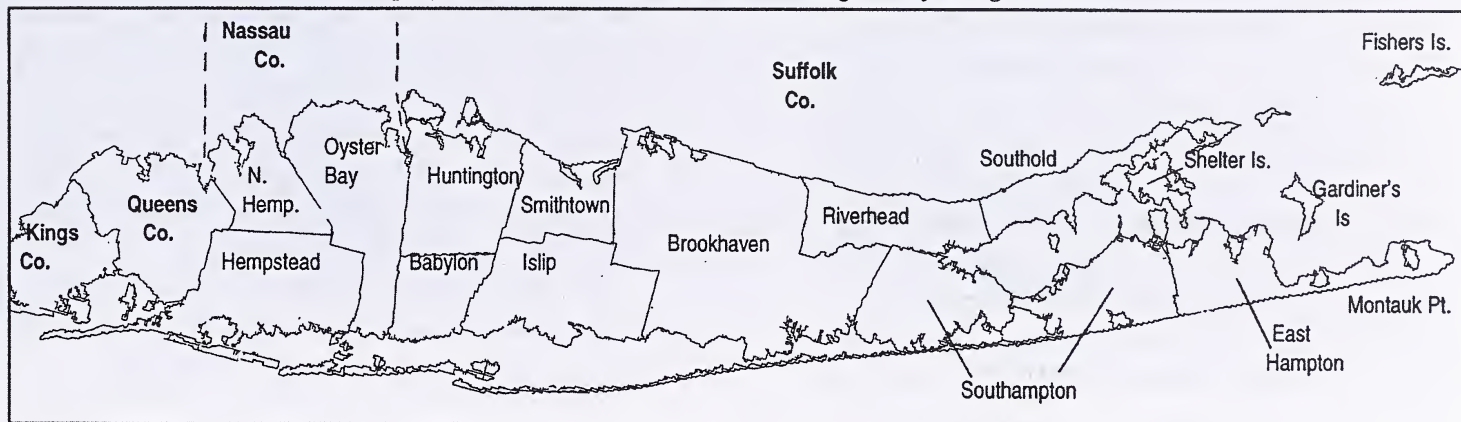 Nassau
Co.
Suffolk
Co.
Fishers Is.
Oyster
Bay
Huntington
N.
Hemp.
Smithtown
Southold
Shelter Is.
Gardiner's
Is
Queens
Co.
Kings
Co.
Hempstead
Babylon
Islip
Brookhaven
Riverhead
Montauk Pt.
East
Hampton
Southampton